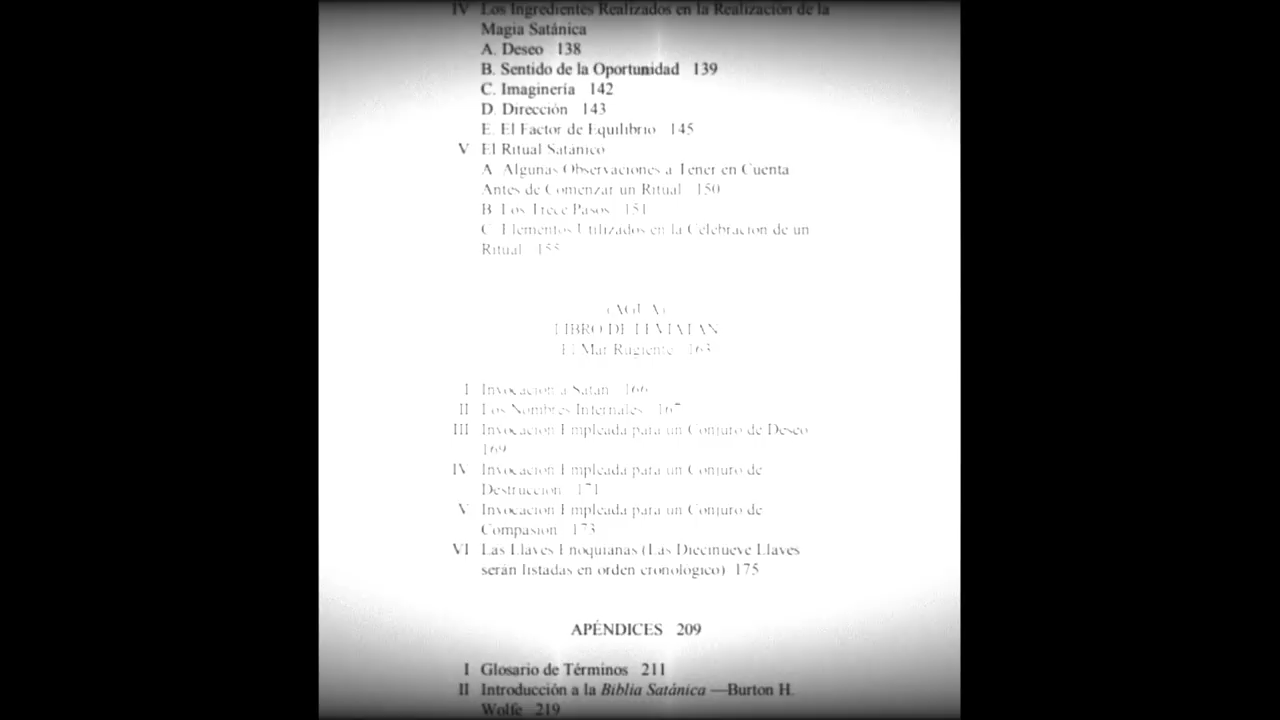 IV Los Ingredientes Realizados en la Realización de la
Magia Satánica
A. Deseo 138
B. Sentido de la Oportunidad 139
C. Imaginería 142
D. Dirección 143
E. El Factor de Equilibrio 145
V El Ritual Satánico
A. Algunas Observaciones a Tener en Cuenta
Antes de Comenzar un Ritual 150
B. Los Trece Pasos 151
C. Elementos Utilizados en la Celebración de un
Ritual 155
(AGUA)
LIBRO DE LEVIATAN
El Mar Rugiente 163
I Invocación a Satán 166
II Los Nombres Infernales 167
III Invocación Empleada para un Conjuro de Deseo
169
IV Invocación Empleada para un Conjuro de
Destrucción 171
V Invocación Empleada para un Conjuro de
Compasión 173
VI Las Llaves Enoquianas (Las Diecinueve Llaves
serán listadas en orden cronológico) 175
APÉNDICES 209
I Glosario de Términos 211
II Introducción a la Biblia Satánica —Burton H.
Wolfe 219